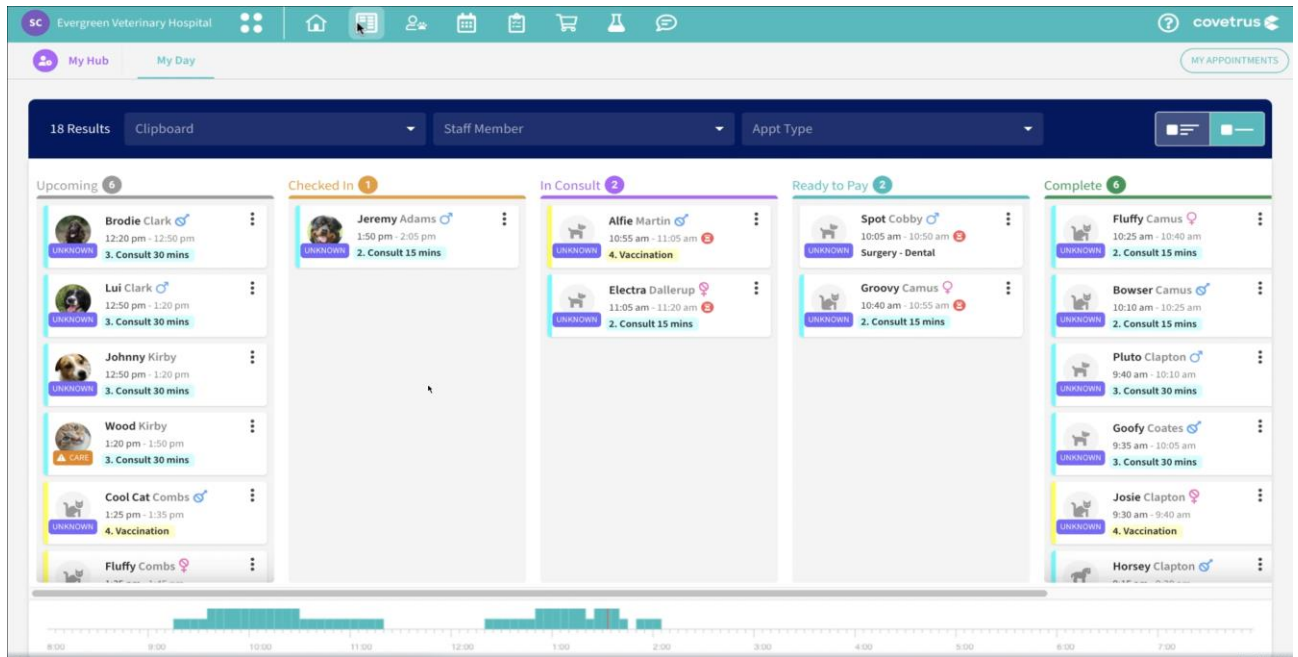 SC Evergreen Veterinary Hospital
covetrus
My Hub
My Day
MY APPOINTMENTS
18 Results
Clipboard
Staff Member
Appt Type
Upcoming 6
Brodie Clark
12:20 pm - 12:50 pm
UNKNOWN
3. Consult 30 mins
Lui Clark
12:50 pm - 1:20 pm
UNKNOWN
3. Consult 30 mins
Johnny Kirby
12:50 pm - 1:20 pm
UNKNOWN
3. Consult 30 mins
Wood Kirby
1:20 pm - 1:50 pm
CARE
3. Consult 30 mins
Cool Cat Combs
1:25 pm - 1:35 pm
UNKNOWN
4. Vaccination
Fluffy Combs
Checked In 1
Jeremy Adams
1:50 pm - 2:05 pm
UNKNOWN
2. Consult 15 mins
In Consult 2
Alfie Martin
10:55 am - 11:05 am
UNKNOWN
4. Vaccination
Electra Dallerup
11:05 am - 11:20 am
UNKNOWN
2. Consult 15 mins
Ready to Pay 2
Spot Cobby
10:05 am - 10:50 am
UNKNOWN
Surgery - Dental
Groovy Camus
10:40 am - 10:55 am
UNKNOWN
2. Consult 15 mins
Complete 6
Fluffy Camus
10:25 am - 10:40 am
UNKNOWN
2. Consult 15 mins
Bowser Camus
10:10 am - 10:25 am
UNKNOWN
2. Consult 15 mins
Pluto Clapton
9:40 am - 10:10 am
UNKNOWN
3. Consult 30 mins
Goofy Coates
9:35 am - 10:05 am
UNKNOWN
3. Consult 30 mins
Josie Clapton
9:30 am - 9:40 am
UNKNOWN
4. Vaccination
Horsey Clapton
8:00 9:00 10:00 11:00 12:00 1:00 2:00 3:00 4:00 5:00 6:00 7:00